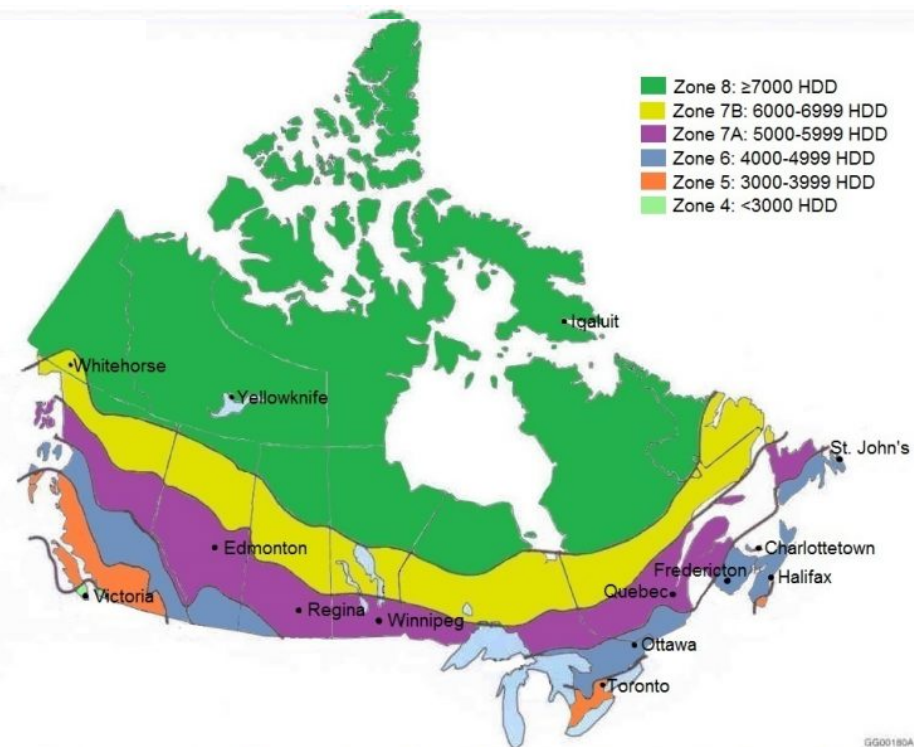 Zone 8: ≥7000 HDD
Zone 7B: 6000-6999 HDD
Zone 7A: 5000-5999 HDD
Zone 6: 4000-4999 HDD
Zone 5: 3000-3999 HDD
Zone 4: <3000 HDD
Iqaluit
Whitehorse
Yellowknife
St. John's
Edmonton
Charlottetown
Fredericton
Halifax
Quebec
Victoria
Regina
Winnipeg
Ottawa
Toronto
GG00180A